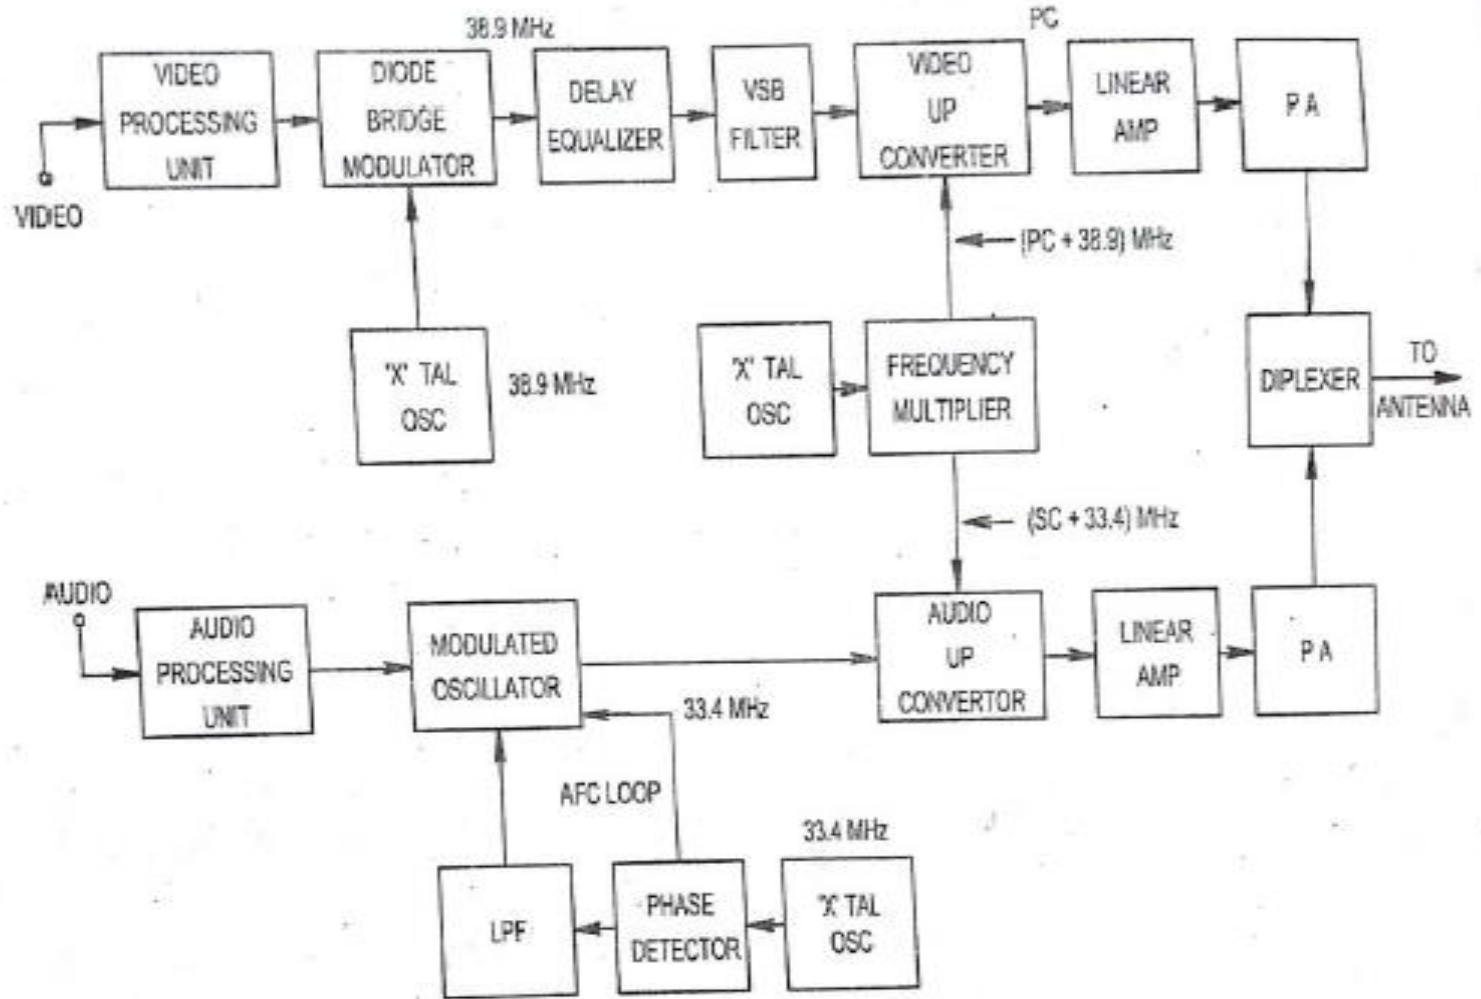 38.9 MHz
PC
VIDEO
PROCESSING
UNIT
DIODE
BRIDGE
MODULATOR
DELAY
EQUALIZER
VSB
FILTER
VIDEO
UP
CONVERTER
LINEAR
AMP
P A
VIDEO
(PC + 38.9) MHz
'X' TAL
OSC
38.9 MHz
'X' TAL
OSC
FREQUENCY
MULTIPLIER
DIPLEXER
TO
ANTENNA
(SC + 33.4) MHz
AUDIO
AUDIO
PROCESSING
UNIT
MODULATED
OSCILLATOR
33.4 MHz
AUDIO
UP
CONVERTOR
LINEAR
AMP
P A
AFC LOOP
33.4 MHz
LPF
PHASE
DETECTOR
'X' TAL
OSC